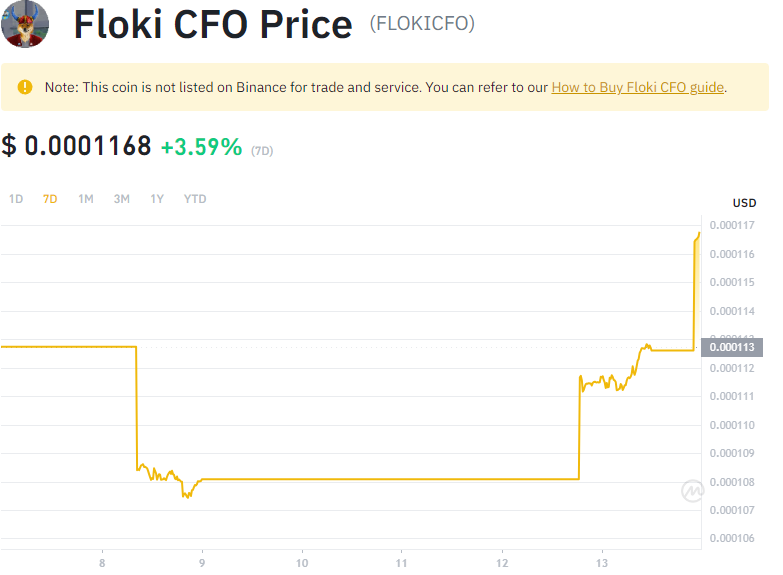 Floki CFO Price (FLOKICFO)
Note: This coin is not listed on Binance for trade and service. You can refer to our How to Buy Floki CFO guide.
$ 0.0001168 +3.59% (7D)
1D 7D 1M 3M 1Y YTD
USD
0.000117
0.000116
0.000115
0.000114
0.000113
0.000112
0.000111
0.000110
0.000109
0.000108
0.000107
0.000106
8 9 10 11 12 13